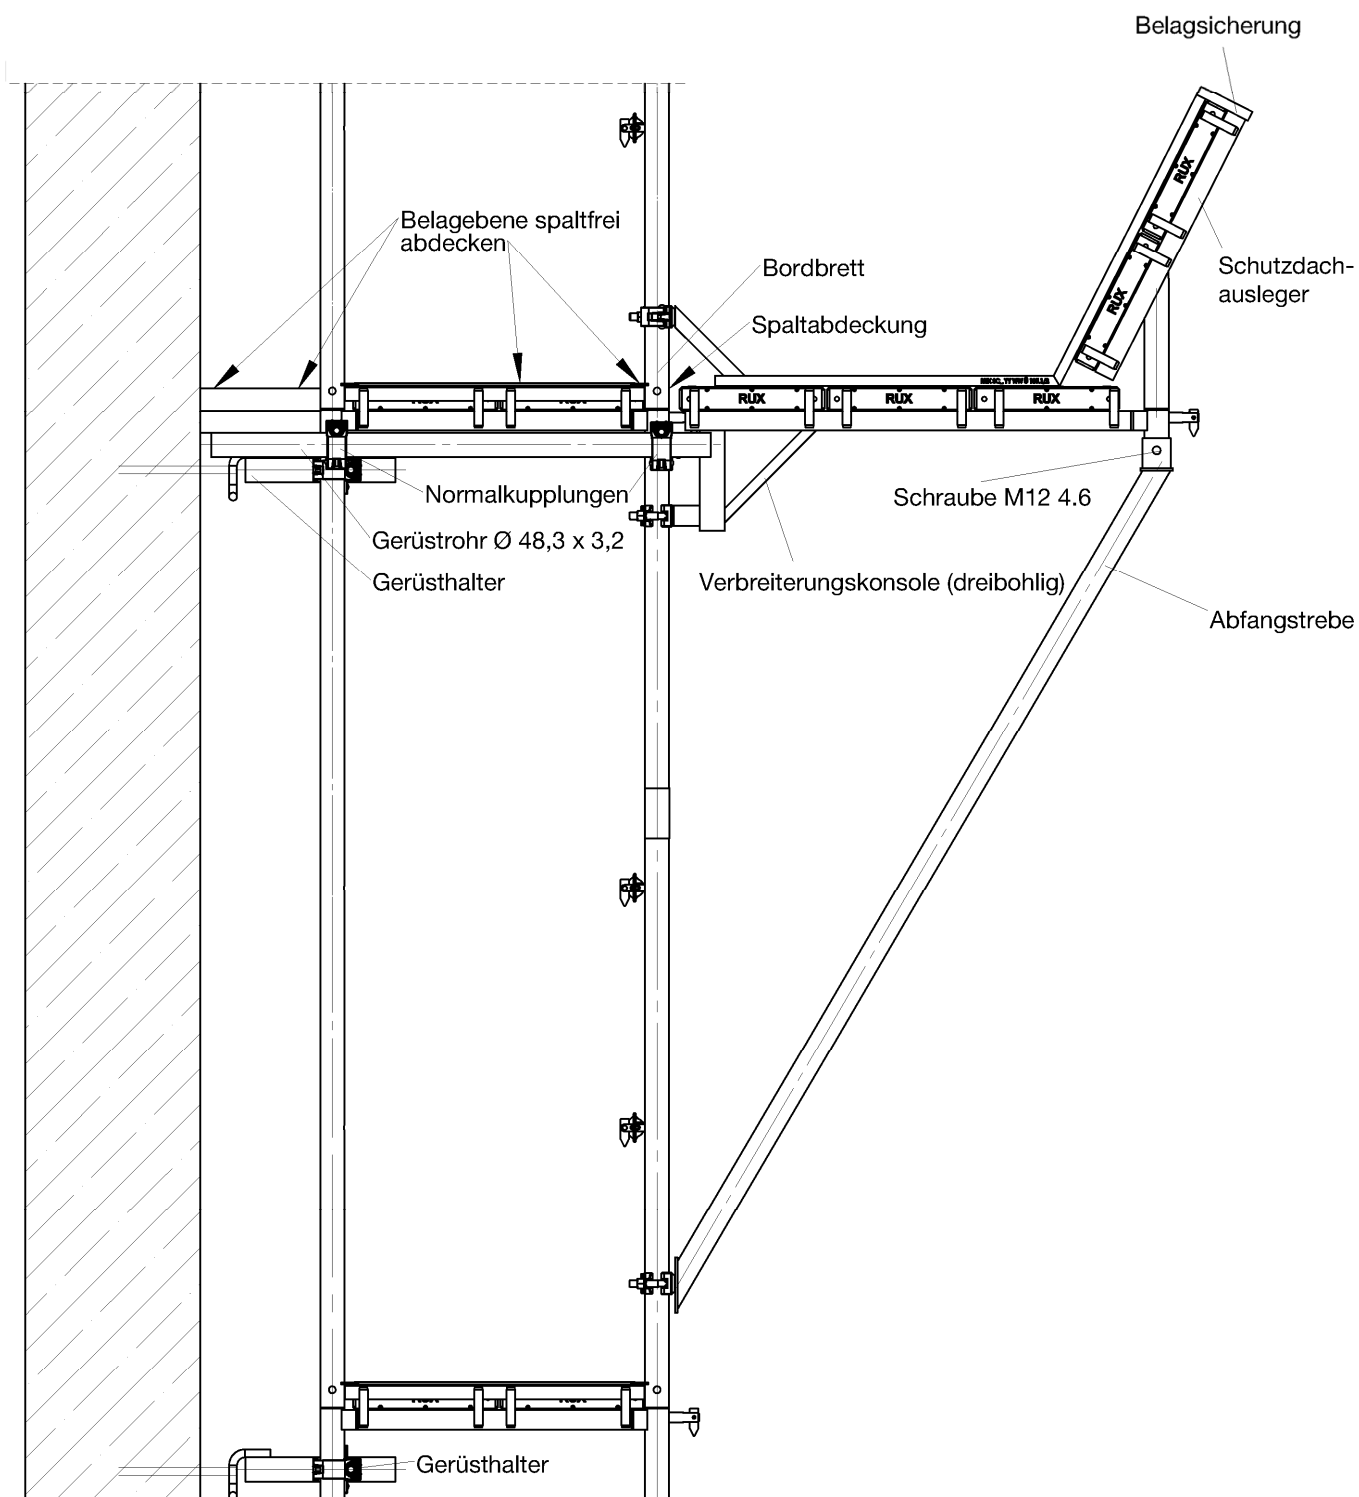 Belagsicherung
RUX
Belagebene spaltfrei
abdecken
Bordbrett
Schutzdach-
ausleger
RUX
Spaltabdeckung
RUX
RUX
RUX
Normalkupplungen
Schraube M12 4.6
Gerüstrohr Ø 48,3 x 3,2
Gerüsthalter
Verbreiterungskonsole (dreibohlig)
Abfangstrebe
Gerüsthalter